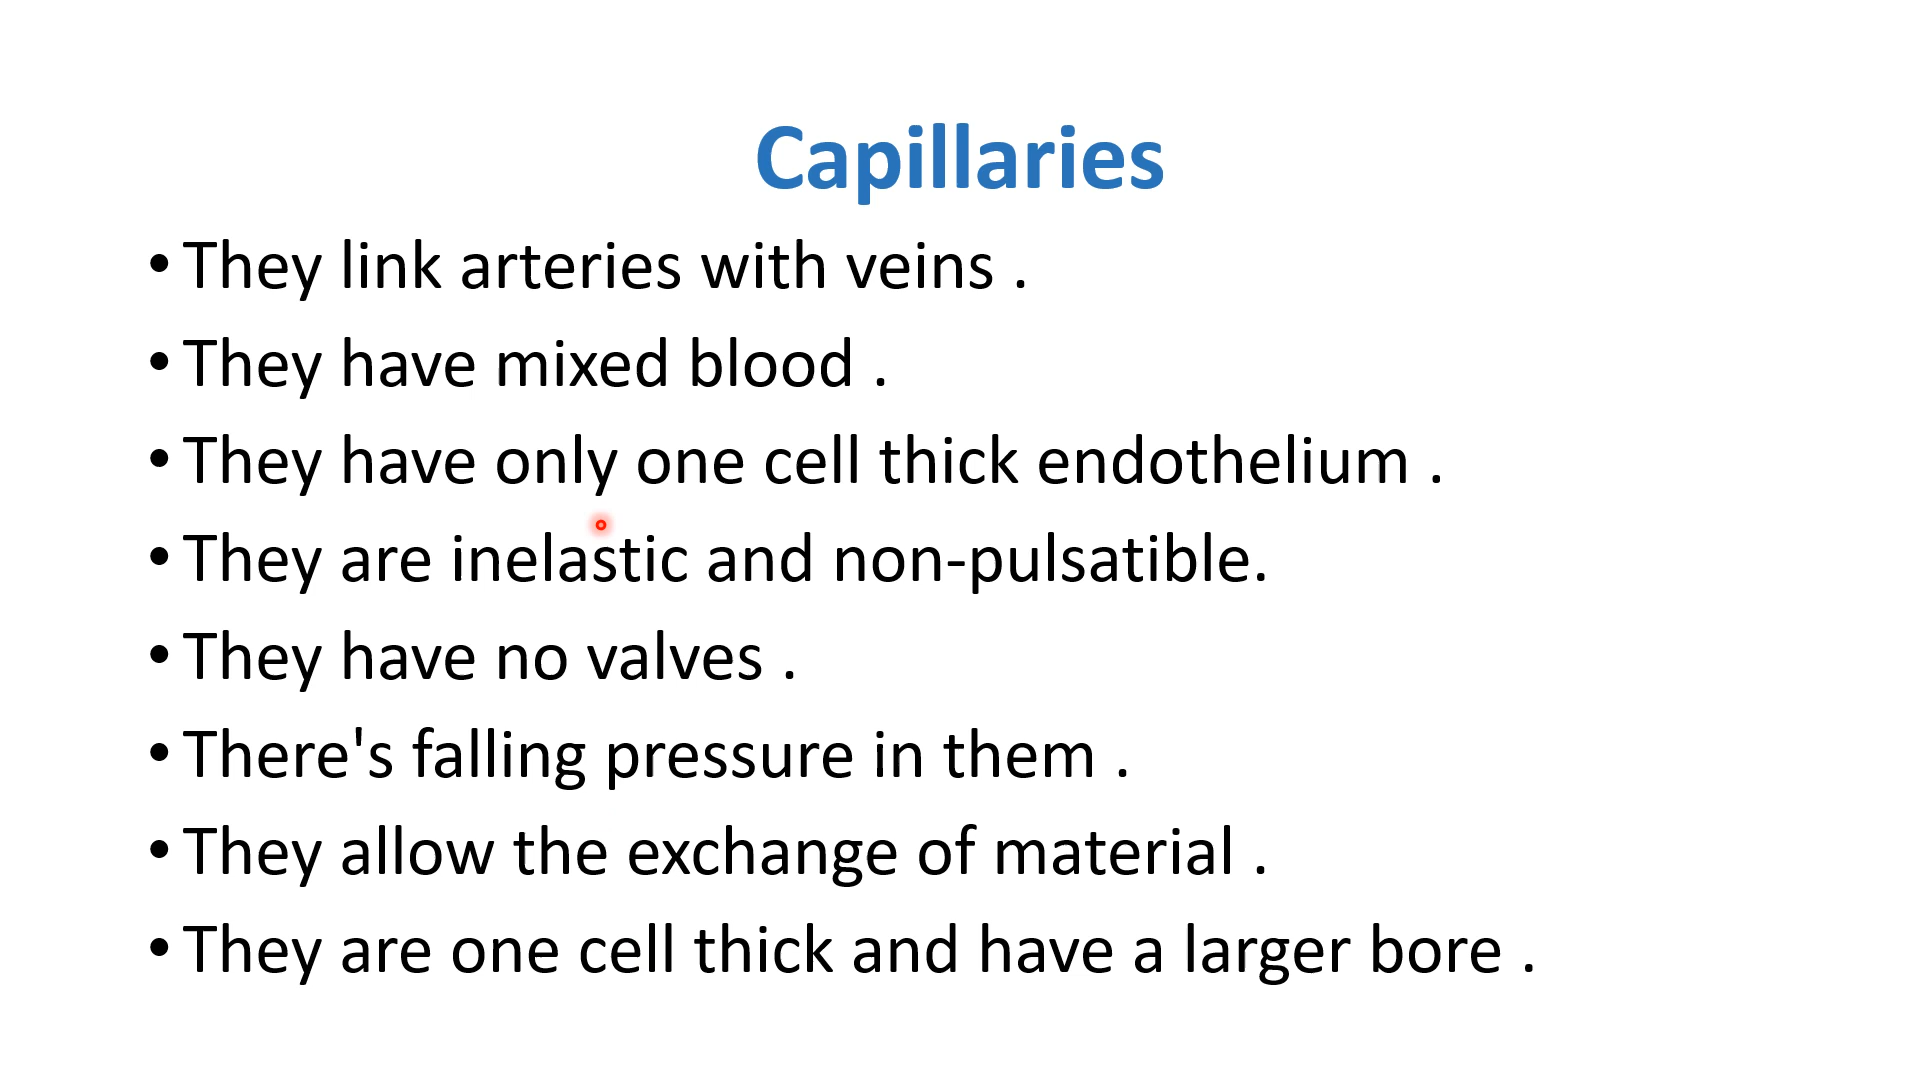 Capillaries
• They link arteries with veins .
• They have mixed blood .
• They have only one cell thick endothelium .
• They are inelastic and non-pulsatible.
• They have no valves .
• There's falling pressure in them .
• They allow the exchange of material .
• They are one cell thick and have a larger bore .